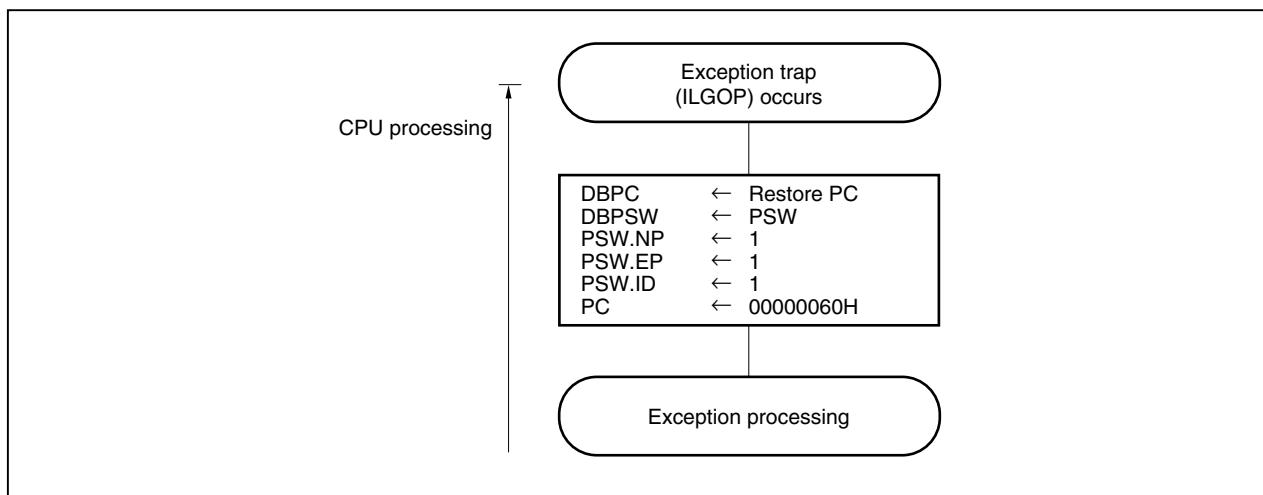 Exception trap
(ILGOP) occurs
CPU processing
DBPC ← Restore PC
DBPSW ← PSW
PSW.NP ← 1
PSW.EP ← 1
PSW.ID ← 1
PC ← 00000060H
Exception processing